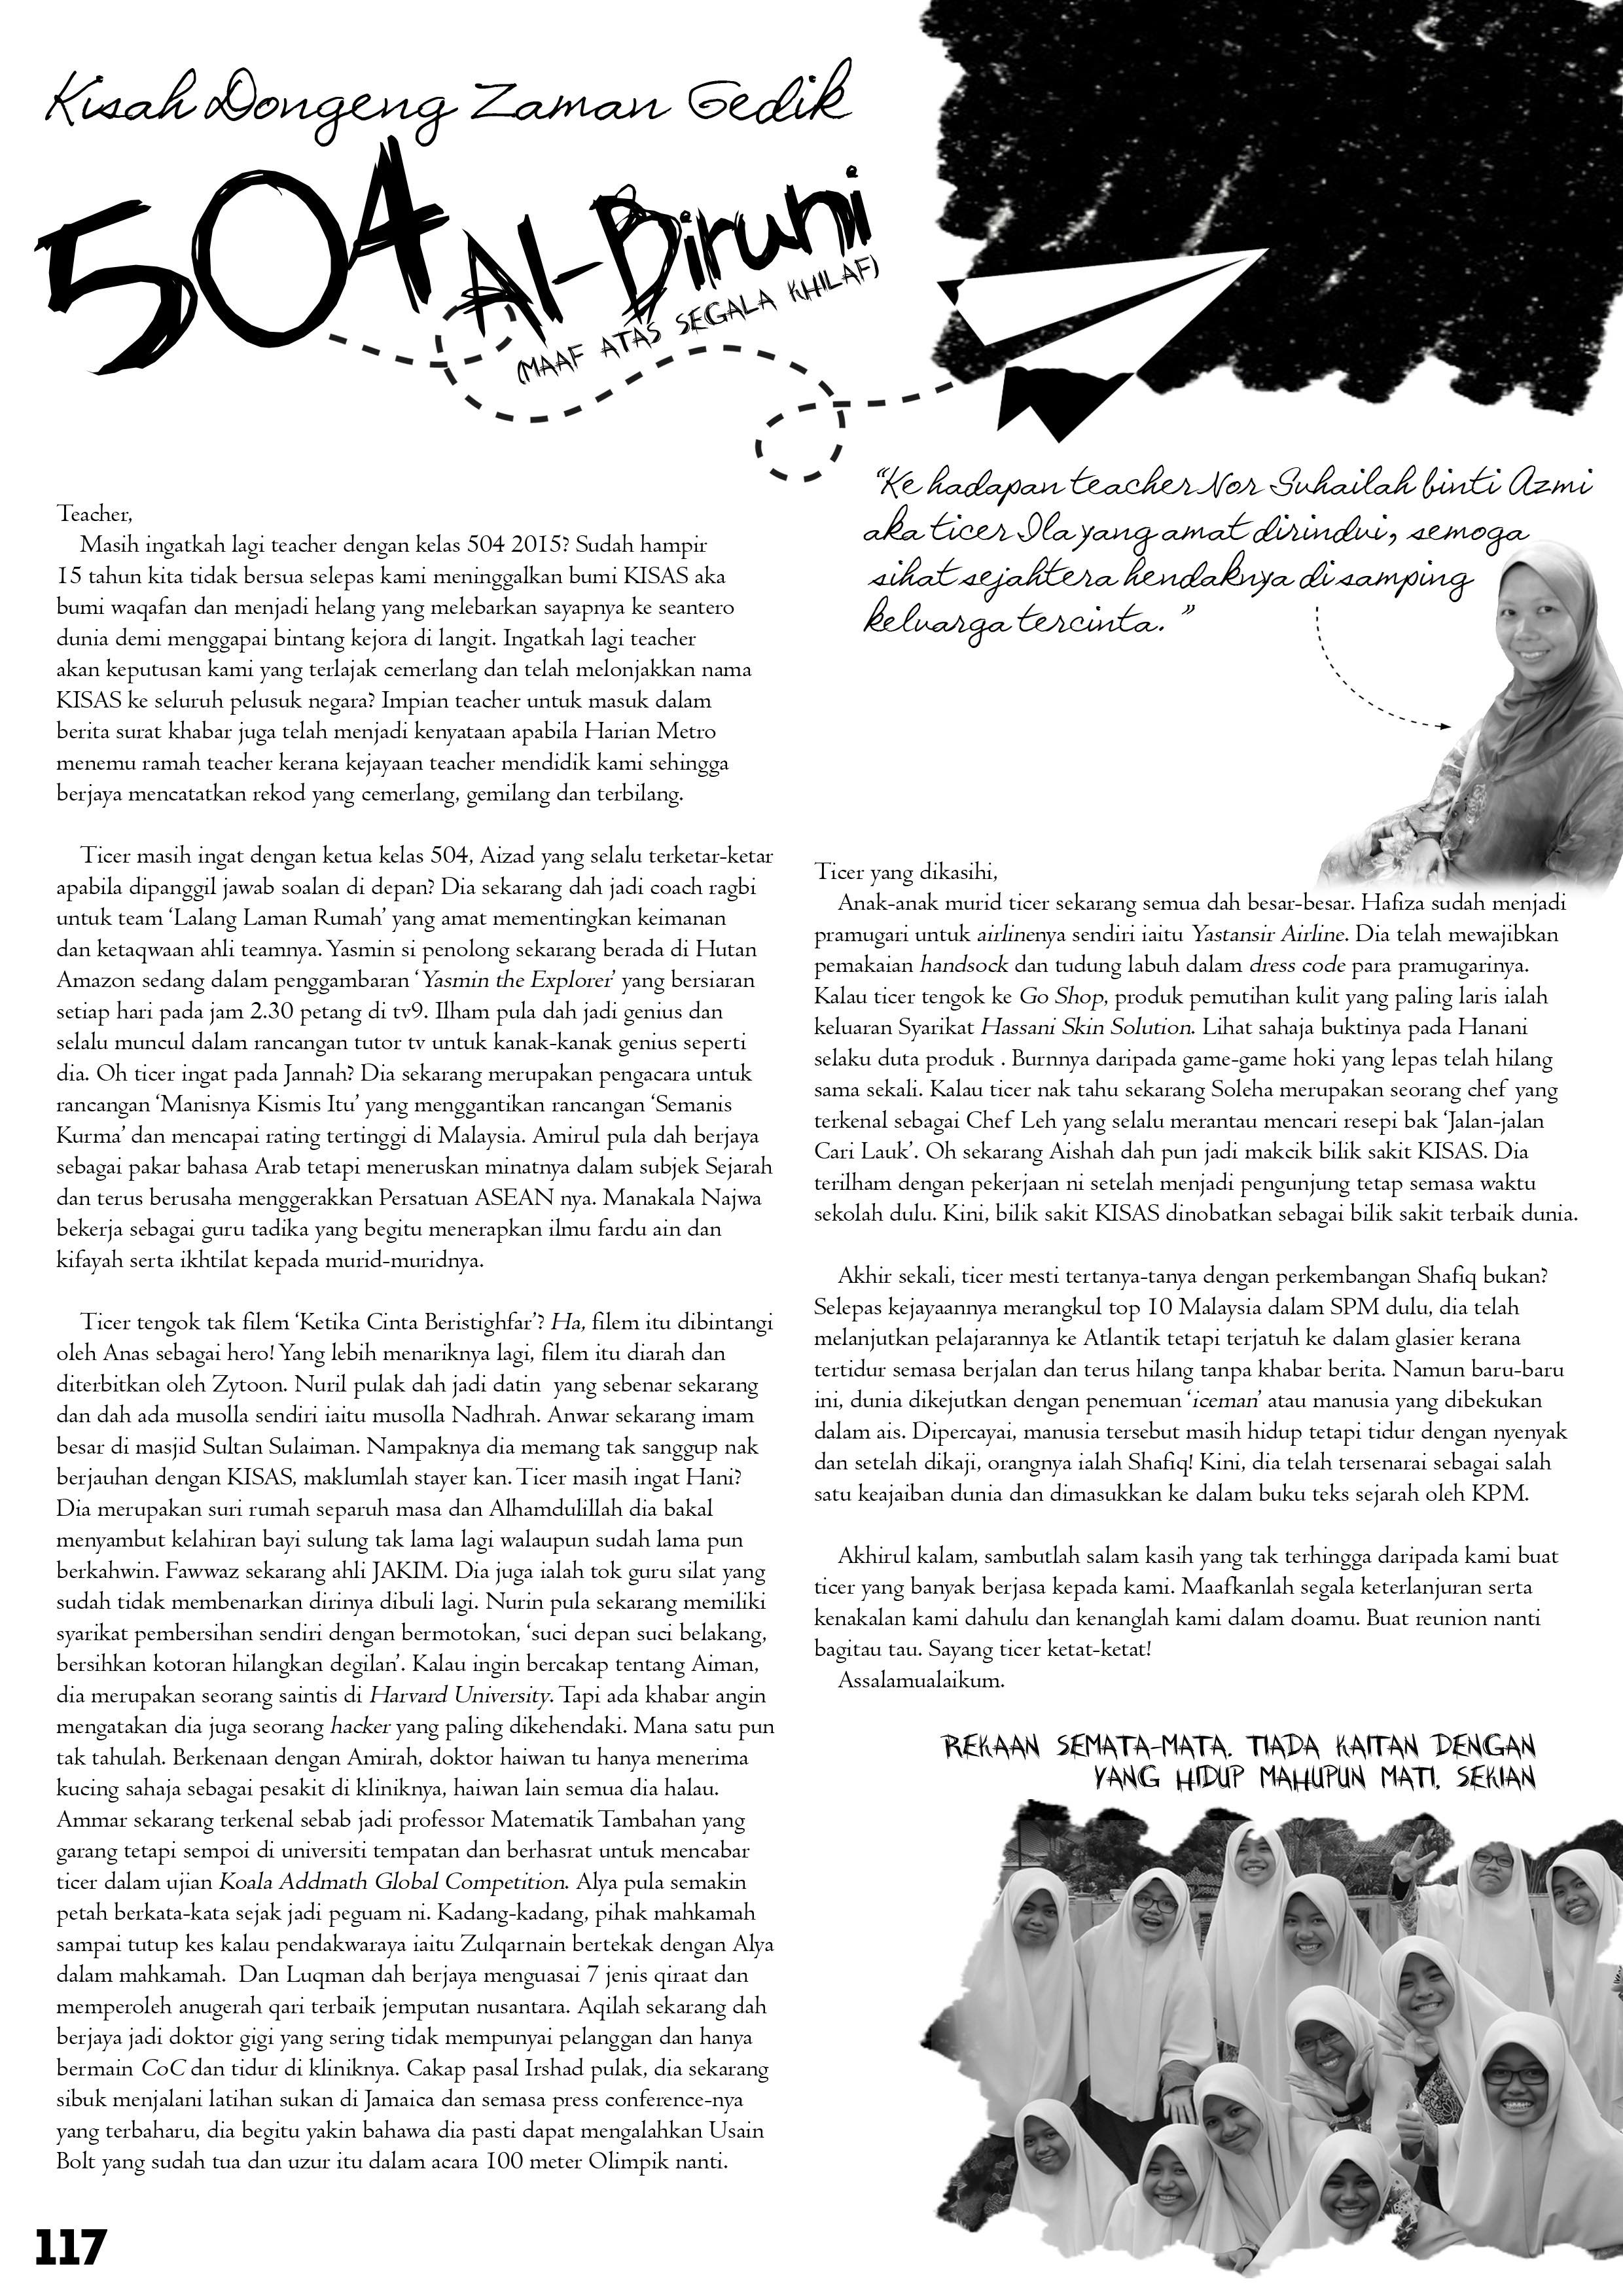 Kisah Dongeng Zaman Gedik
504 Al-Biruni
(MAAF ATAS SEGALA KHILAF)
"Ke hadapan teacher Nor Suhailah binti Azmi
aka ticer Ila yang amat dirindui, semoga
sihat sejahtera hendaknya di samping
keluarga tercinta."
Teacher,
Masih ingatkah lagi teacher dengan kelas 504 2015? Sudah hampir
15 tahun kita tidak bersua selepas kami meninggalkan bumi KISAS aka
bumi waqafan dan menjadi helang yang melebarkan sayapnya ke seantero
dunia demi menggapai bintang kejora di langit. Ingatkah lagi teacher
akan keputusan kami yang terlajak cemerlang dan telah melonjakkan nama
KISAS ke seluruh pelusuk negara? Impian teacher untuk masuk dalam
berita surat khabar juga telah menjadi kenyataan apabila Harian Metro
menemu ramah teacher kerana kejayaan teacher mendidik kami sehingga
berjaya mencatatkan rekod yang cemerlang, gemilang dan terbilang.
Ticer masih ingat dengan ketua kelas 504, Aizad yang selalu terketar-ketar
apabila dipanggil jawab soalan di depan? Dia sekarang dah jadi coach ragbi
untuk team ‘Lalang Laman Rumah’ yang amat mementingkan keimanan
dan ketaqwaan ahli teamnya. Yasmin si penolong sekarang berada di Hutan
Amazon sedang dalam penggambaran ‘Yasmin the Explorer’ yang bersiaran
setiap hari pada jam 2.30 petang di tv9. Ilham pula dah jadi genius dan
selalu muncul dalam rancangan tutor tv untuk kanak-kanak genius seperti
dia. Oh ticer ingat pada Jannah? Dia sekarang merupakan pengacara untuk
rancangan ‘Manisnya Kismis Itu’ yang menggantikan rancangan ‘Semanis
Kurma’ dan mencapai rating tertinggi di Malaysia. Amirul pula dah berjaya
sebagai pakar bahasa Arab tetapi meneruskan minatnya dalam subjek Sejarah
dan terus berusaha menggerakkan Persatuan ASEAN nya. Manakala Najwa
bekerja sebagai guru tadika yang begitu menerapkan ilmu fardu ain dan
kifayah serta ikhtilat kepada murid-muridnya.
Ticer tengok tak filem ‘Ketika Cinta Beristighfar’? Ha, filem itu dibintangi
oleh Anas sebagai hero! Yang lebih menariknya lagi, filem itu diarah dan
diterbitkan oleh Zytoon. Nuril pulak dah jadi datin yang sebenar sekarang
dan dah ada musolla sendiri iaitu musolla Nadhrah. Anwar sekarang imam
besar di masjid Sultan Sulaiman. Nampaknya dia memang tak sanggup nak
berjauhan dengan KISAS, maklumlah stayer kan. Ticer masih ingat Hani?
Dia merupakan suri rumah separuh masa dan Alhamdulillah dia bakal
menyambut kelahiran bayi sulung tak lama lagi walaupun sudah lama pun
berkahwin. Fawwaz sekarang ahli JAKIM. Dia juga ialah tok guru silat yang
sudah tidak membenarkan dirinya dibuli lagi. Nurin pula sekarang memiliki
syarikat pembersihan sendiri dengan bermotokan, ‘suci depan suci belakang,
bersihkan kotoran hilangkan degilan’. Kalau ingin bercakap tentang Aiman,
dia merupakan seorang saintis di Harvard University. Tapi ada khabar angin
mengatakan dia juga seorang hacker yang paling dikehendaki. Mana satu pun
tak tahulah. Berkenaan dengan Amirah, doktor haiwan tu hanya menerima
kucing sahaja sebagai pesakit di kliniknya, haiwan lain semua dia halau.
Ammar sekarang terkenal sebab jadi professor Matematik Tambahan yang
garang tetapi sempoi di universiti tempatan dan berhasrat untuk mencabar
ticer dalam ujian Koala Addmath Global Competition. Alya pula semakin
petah berkata-kata sejak jadi peguam ni. Kadang-kadang, pihak mahkamah
sampai tutup kes kalau pendakwaraya iaitu Zulqarnain bertekak dengan Alya
dalam mahkamah. Dan Luqman dah berjaya menguasai 7 jenis qiraat dan
memperoleh anugerah qari terbaik jemputan nusantara. Aqilah sekarang dah
berjaya jadi doktor gigi yang sering tidak mempunyai pelanggan dan hanya
bermain CoC dan tidur di kliniknya. Cakap pasal Irshad pulak, dia sekarang
sibuk menjalani latihan sukan di Jamaica dan semasa press conference-nya
yang terbaharu, dia begitu yakin bahawa dia pasti dapat mengalahkan Usain
Bolt yang sudah tua dan uzur itu dalam acara 100 meter Olimpik nanti.
Ticer yang dikasihi,
Anak-anak murid ticer sekarang semua dah besar-besar. Hafiza sudah menjadi
pramugari untuk airlinenya sendiri iaitu Yastansir Airline. Dia telah mewajibkan
pemakaian handsock dan tudung labuh dalam dress code para pramugarinya.
Kalau ticer tengok ke Go Shop, produk pemutihan kulit yang paling laris ialah
keluaran Syarikat Hassani Skin Solution. Lihat sahaja buktinya pada Hanani
selaku duta produk . Burnnya daripada game-game hoki yang lepas telah hilang
sama sekali. Kalau ticer nak tahu sekarang Soleha merupakan seorang chef yang
terkenal sebagai Chef Leh yang selalu merantau mencari resepi bak ‘Jalan-jalan
Cari Lauk’. Oh sekarang Aishah dah pun jadi makcik bilik sakit KISAS. Dia
terilham dengan pekerjaan ni setelah menjadi pengunjung tetap semasa waktu
sekolah dulu. Kini, bilik sakit KISAS dinobatkan sebagai bilik sakit terbaik dunia.
Akhir sekali, ticer mesti tertanya-tanya dengan perkembangan Shafiq bukan?
Selepas kejayaannya merangkul top 10 Malaysia dalam SPM dulu, dia telah
melanjutkan pelajarannya ke Atlantik tetapi terjatuh ke dalam glasier kerana
tertidur semasa berjalan dan terus hilang tanpa khabar berita. Namun baru-baru
ini, dunia dikejutkan dengan penemuan ‘iceman’ atau manusia yang dibekukan
dalam ais. Dipercayai, manusia tersebut masih hidup tetapi tidur dengan nyenyak
dan setelah dikaji, orangnya ialah Shafiq! Kini, dia telah tersenarai sebagai salah
satu keajaiban dunia dan dimasukkan ke dalam buku teks sejarah oleh KPM.
Akhirul kalam, sambutlah salam kasih yang tak terhingga daripada kami buat
ticer yang banyak berjasa kepada kami. Maafkanlah segala keterlanjuran serta
kenakalan kami dahulu dan kenanglah kami dalam doamu. Buat reunion nanti
bagitau tau. Sayang ticer ketat-ketat!
Assalamualaikum.
REKAAN SEMATA-MATA. TIADA KAITAN DENGAN
YANG HIDUP MAHUPUN MATI. SEKIAN
117